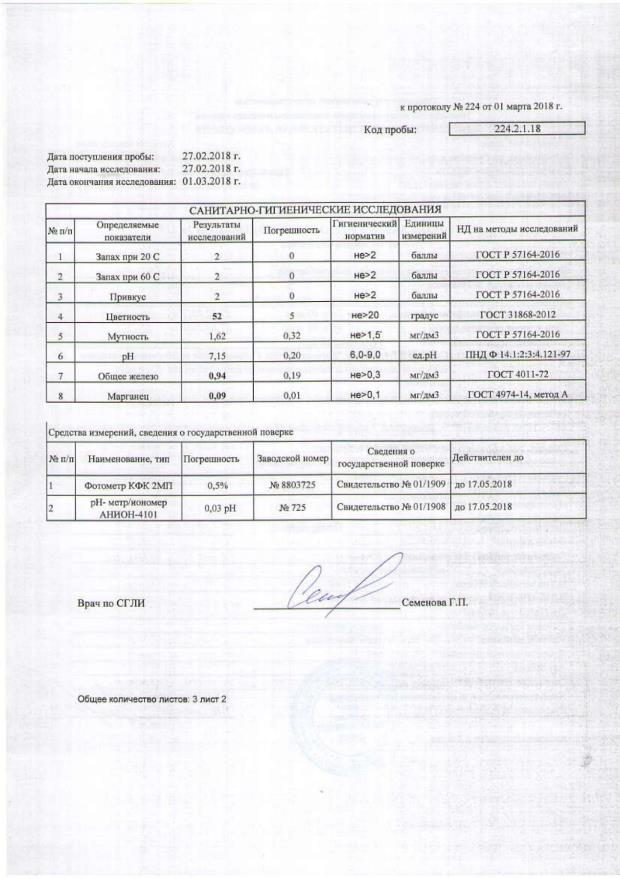 к протоколу № 224 от 01 марта 2018 г.
Код пробы: 224.2.1.18
Дата поступления пробы: 27.02.2018 г.
Дата начала исследования: 27.02.2018 г.
Дата окончания исследования: 01.03.2018 г.
САНИТАРНО-ГИГИЕНИЧЕСКИЕ ИССЛЕДОВАНИЯ
№ п/п Определяемые показатели Результаты исследований Погрешность Гигиенический норматив Единицы измерений НД на методы исследований
1 Запах при 20 С 2 0 не>2 баллы ГОСТ Р 57164-2016
2 Запах при 60 С 2 0 не>2 баллы ГОСТ Р 57164-2016
3 Привкус 2 0 не>2 баллы ГОСТ Р 57164-2016
4 Цветность 52 5 не>20 градус ГОСТ 31868-2012
5 Мутность 1,62 0,32 не>1,5 мг/дм3 ГОСТ Р 57164-2016
6 рН 7,15 0,20 6,0-9,0 ед.рН ПНД Ф 14.1:2:3:4.121-97
7 Общее железо 0,94 0,19 не>0,3 мг/дм3 ГОСТ 4011-72
8 Марганец 0,09 0,01 не>0,1 мг/дм3 ГОСТ 4974-14, метод А
Средства измерений, сведения о государственной поверке
№ п/п Наименование, тип Погрешность Заводской номер Сведения о государственной поверке Действителен до
1 Фотометр КФК 2МП 0,5% № 8803725 Свидетельство № 01/1909 до 17.05.2018
2 рН- метр/иономер АНИОН-4101 0,03 рН № 725 Свидетельство № 01/1908 до 17.05.2018
Врач по СГЛИ Семенова Г.П.
Общее количество листов: 3 лист 2